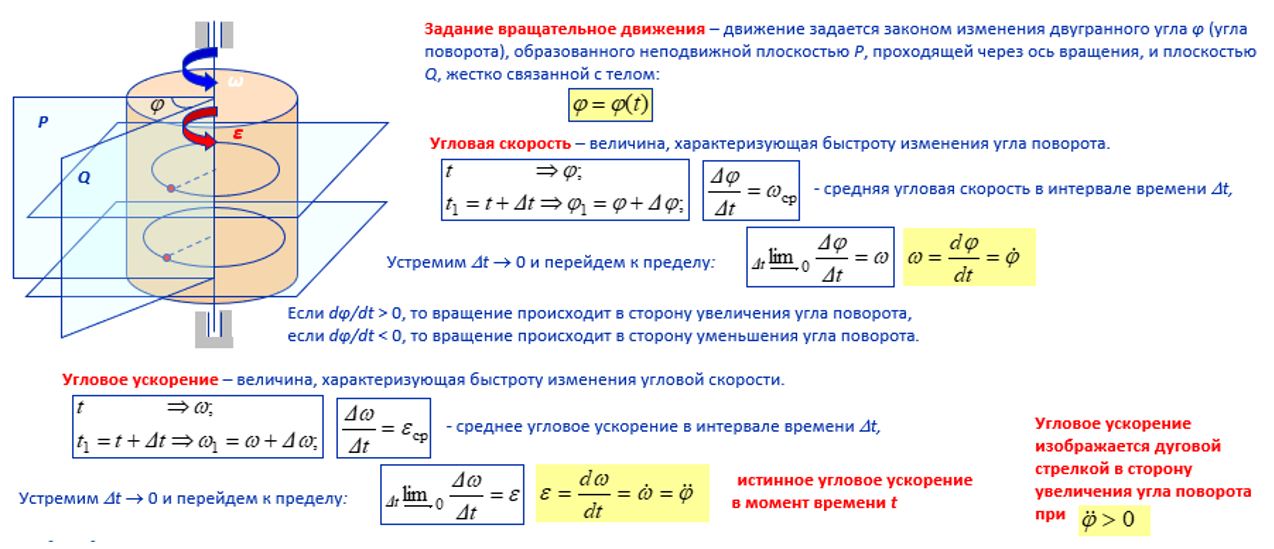 Задание вращательное движения – движение задается законом изменения двугранного угла φ (угла
поворота), образованного неподвижной плоскостью P, проходящей через ось вращения, и плоскостью
Q, жестко связанной с телом:
φ = φ(t)
ω
φ
P
ε
Q
Угловая скорость – величина, характеризующая быстроту изменения угла поворота.
t ⇒ φ;
t₁ = t + Δt ⇒ φ₁ = φ + Δφ;
Δφ/Δt = ω_ср
- средняя угловая скорость в интервале времени Δt,
Устремим Δt → 0 и перейдем к пределу:
lim Δt→0 Δφ/Δt = ω
ω = dφ/dt = φ̇
Если dφ/dt > 0, то вращение происходит в сторону увеличения угла поворота,
если dφ/dt < 0, то вращение происходит в сторону уменьшения угла поворота.
Угловое ускорение – величина, характеризующая быстроту изменения угловой скорости.
t ⇒ ω;
t₁ = t + Δt ⇒ ω₁ = ω + Δω;
Δω/Δt = ε_ср
- среднее угловое ускорение в интервале времени Δt,
Устремим Δt → 0 и перейдем к пределу:
lim Δt→0 Δω/Δt = ε
ε = dω/dt = ω̇ = φ̈
истинное угловое ускорение
в момент времени t
Угловое ускорение
изображается дуговой
стрелкой в сторону
увеличения угла поворота
при φ̈ > 0